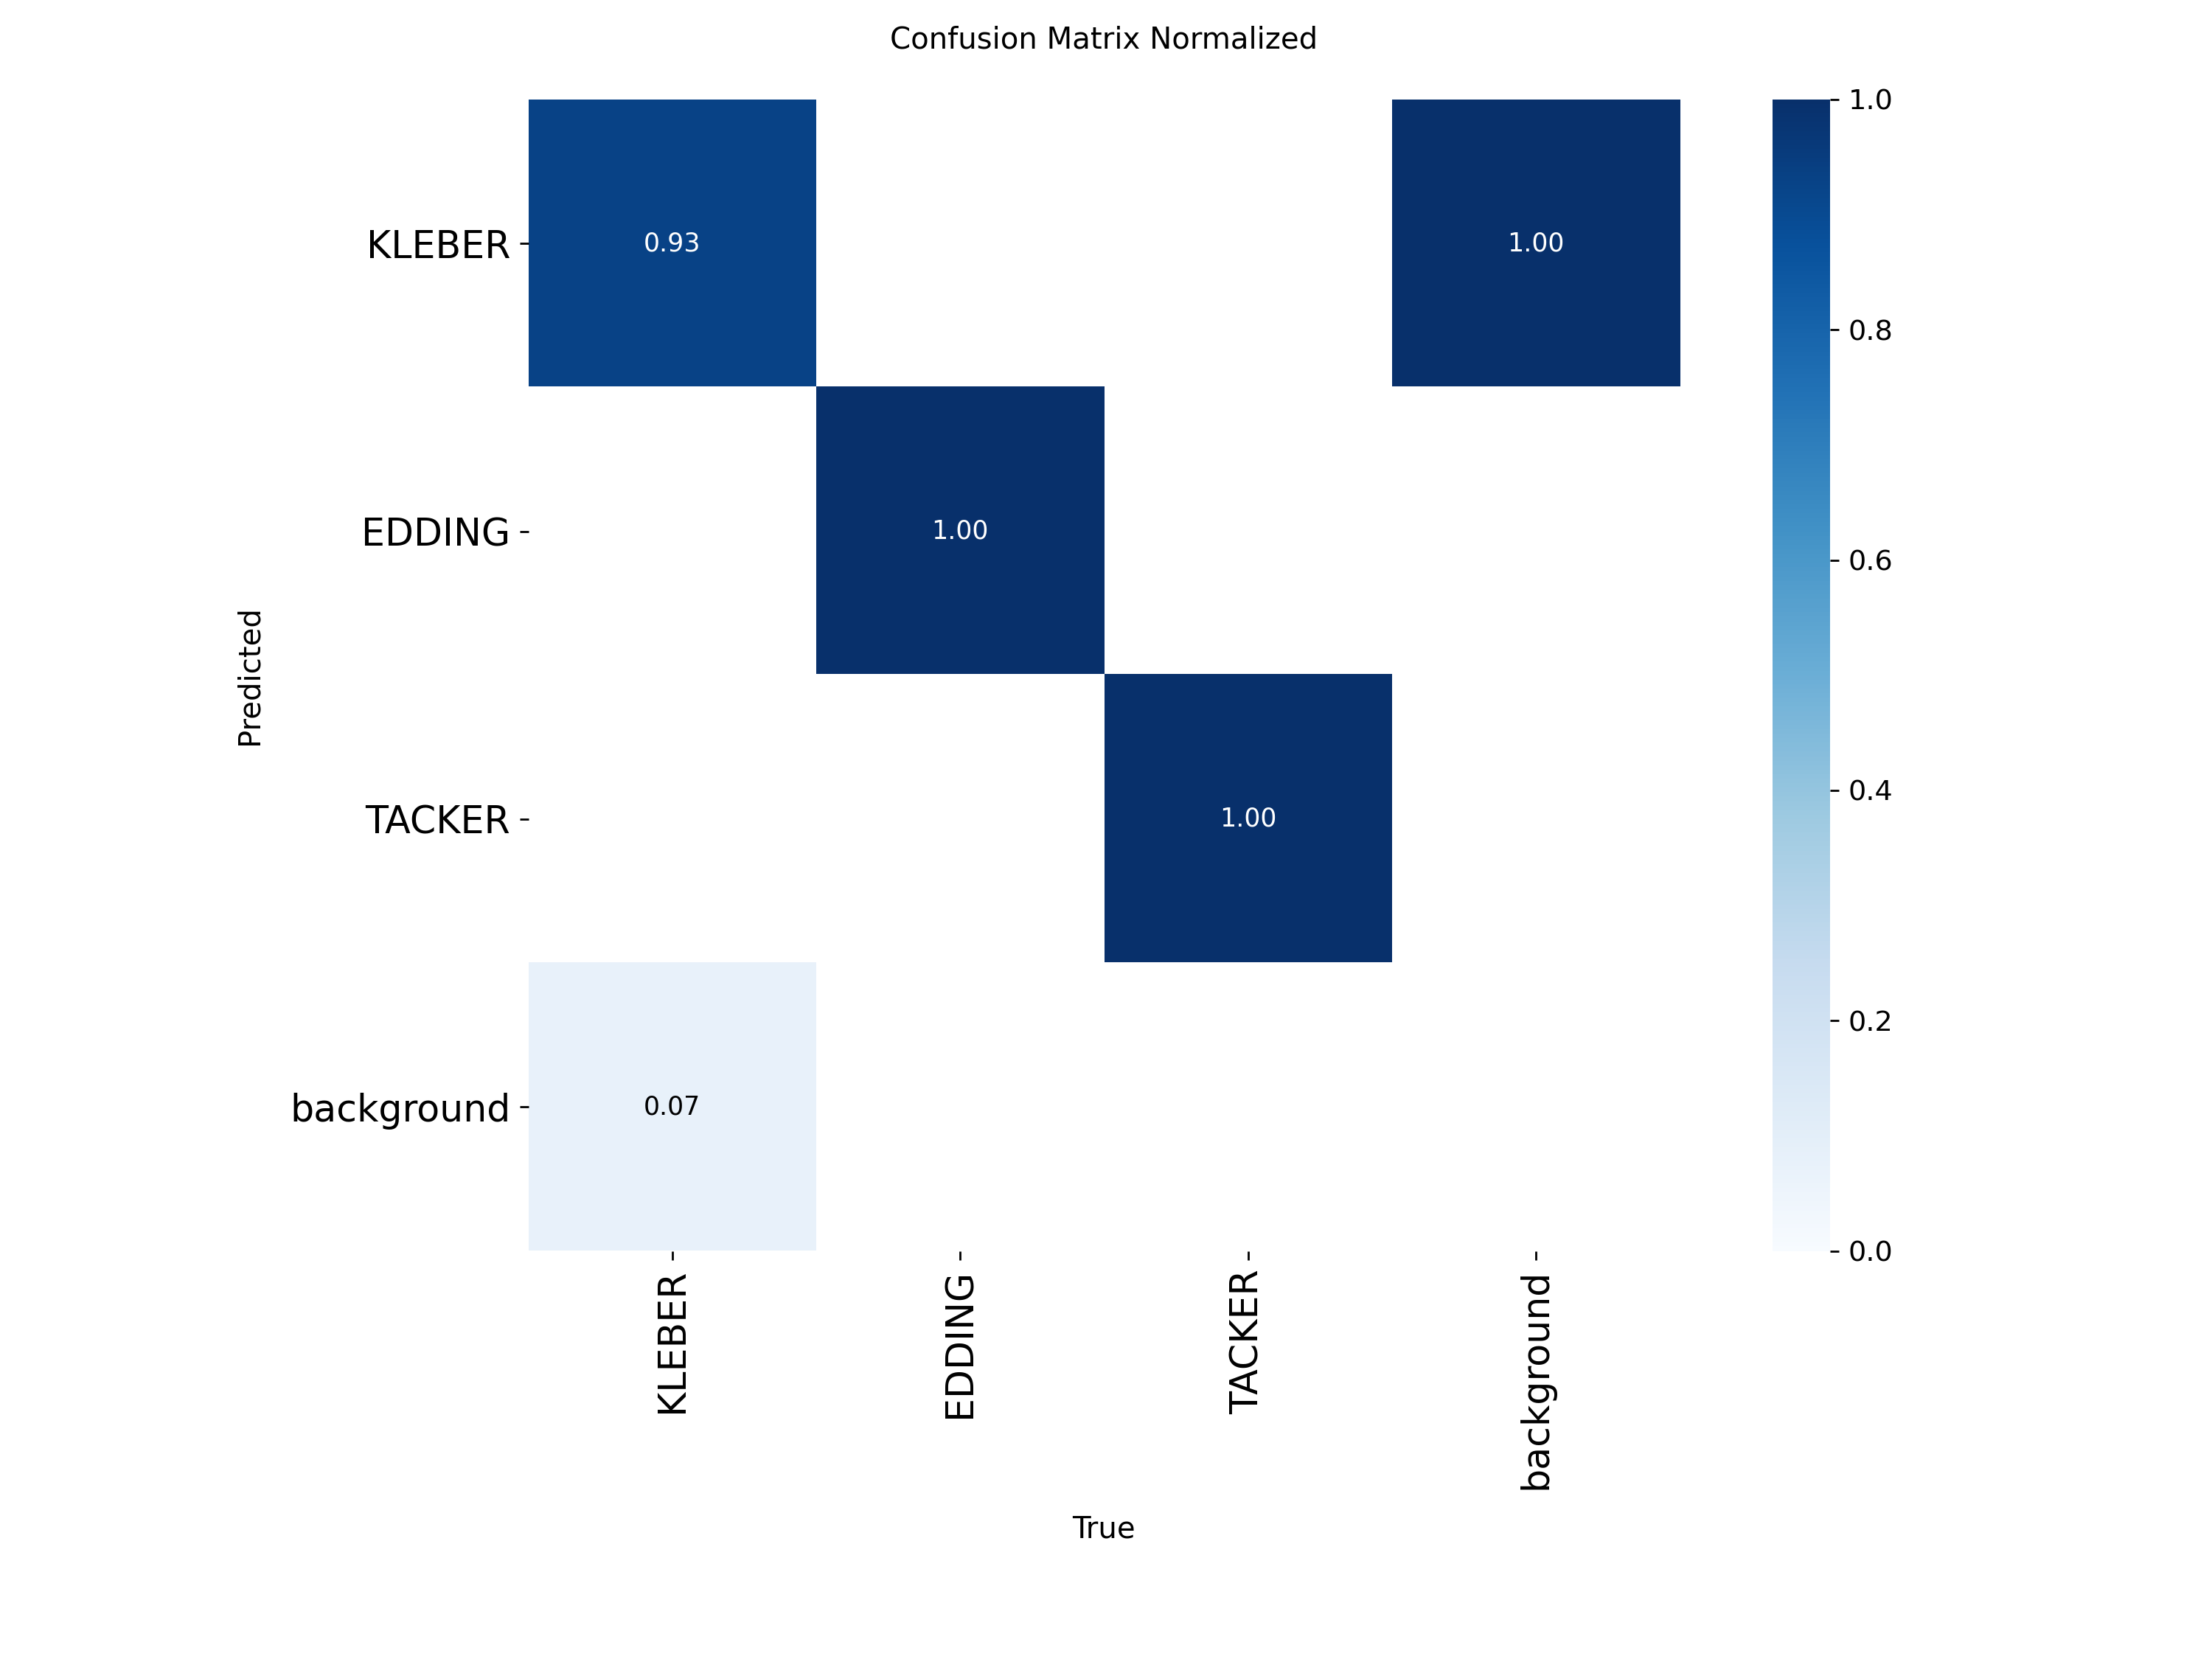 Confusion Matrix Normalized
KLEBER
0.93
1.00
EDDING
1.00
TACKER
1.00
background
0.07
KLEBER
EDDING
TACKER
background
Predicted
True
1.0
0.8
0.6
0.4
0.2
0.0